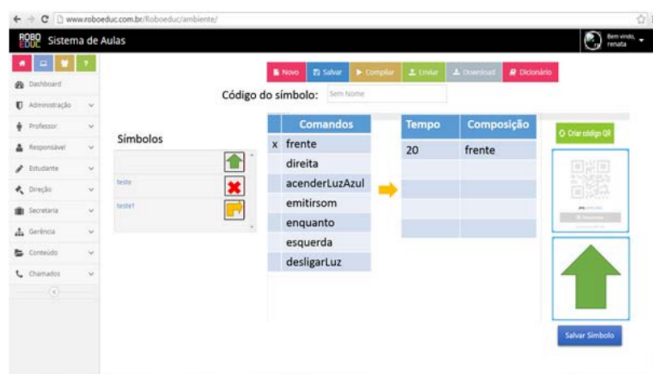 www.roboeduc.com.br/Roboeduc/ambiente/
ROBO EDUC Sistema de Aulas
Bem vindo, renata
Novo Salvar Compilar Enviar Download Dicionário
Código do símbolo: Sem Nome
Dashboard
Administração
Professor
Responsável
Estudante
Direção
Secretaria
Gerência
Conteúdo
Chamados
Símbolos
teste
teste1
Comandos
x frente
direita
acenderLuzAzul
emitirsom
enquanto
esquerda
desligarLuz
Tempo Composição
20 frente
Criar código QR
Salvar Símbolo